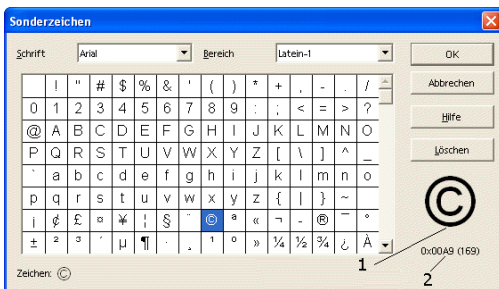 Sonderzeichen
Schrift Arial Bereich Latein-1 OK
! " # $ % & ' ( ) * + , - . /
Abbrechen
0 1 2 3 4 5 6 7 8 9 : ; < = > ?
Hilfe
@ A B C D E F G H I J K L M N O
P Q R S T U V W X Y Z [ \ ] ^ _
Löschen
` a b c d e f g h i j k l m n o
p q r s t u v w x y z { | } ~
¡ ¢ £ ¤ ¥ ¦ § ¨ © ª « ¬ - ® ¯ °
©
± ² ³ ´ µ ¶ · ¸ ¹ º » ¼ ½ ¾ ¿ À
0x00A9 (169)
1
Zeichen: ©
2